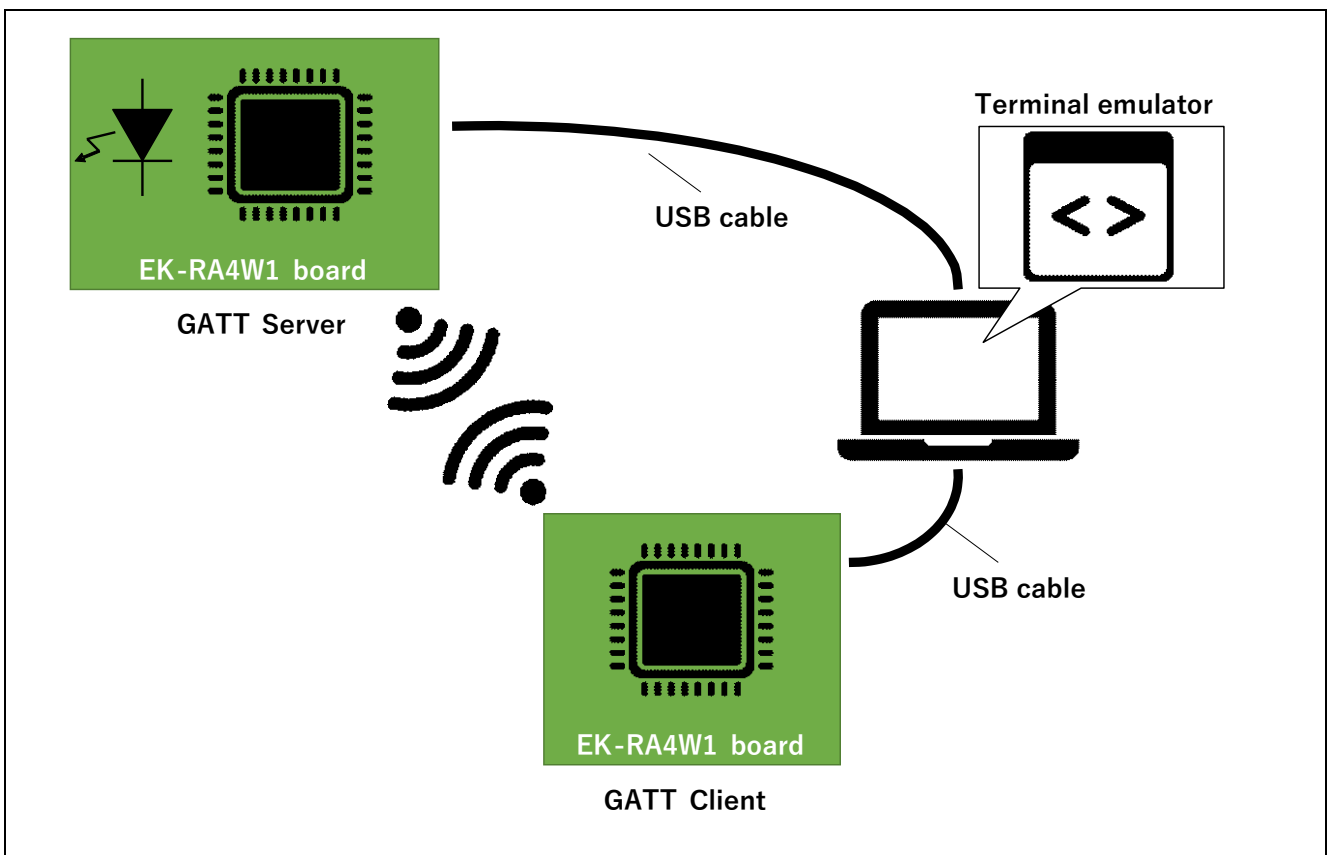 Terminal emulator
< >
USB cable
EK-RA4W1 board
GATT Server
USB cable
EK-RA4W1 board
GATT Client